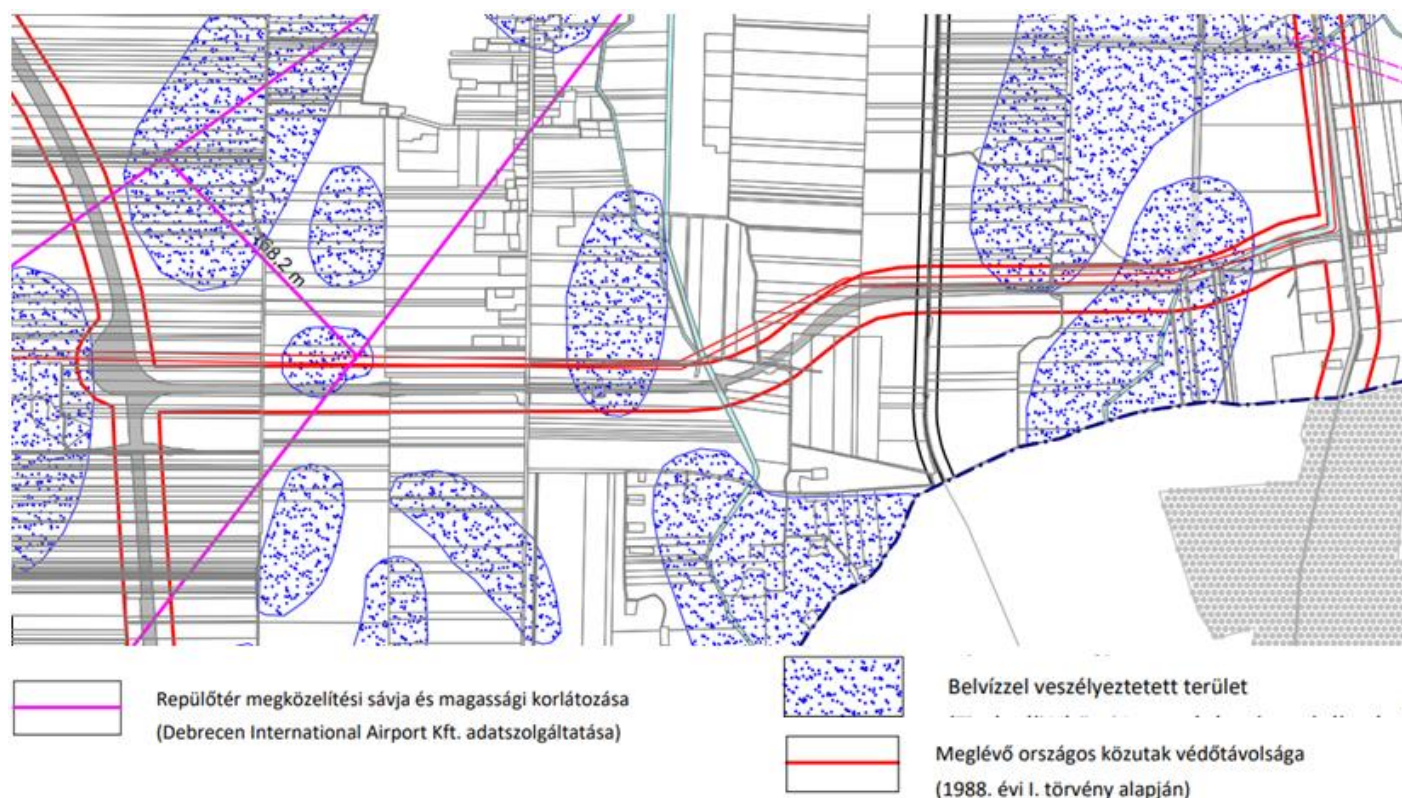 168.2 m
Repülőtér megközelítési sávja és magassági korlátozása
(Debrecen International Airport Kft. adatszolgáltatása)
Belvízzel veszélyeztetett terület
Meglévő országos közutak védőtávolsága
(1988. évi I. törvény alapján)